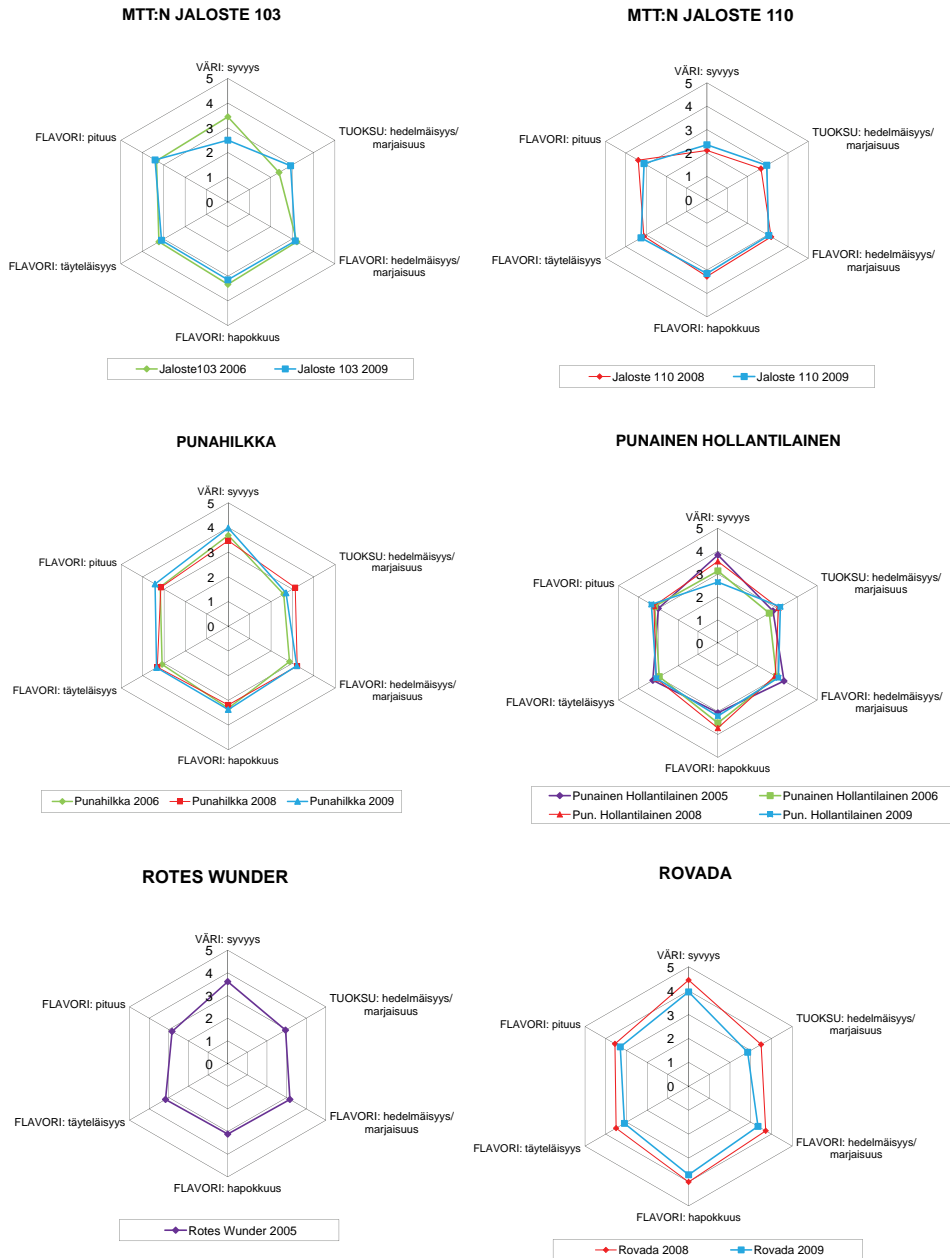 MTT:N JALOSTE 103
VÄRI: syvyys
5
4
3
2
1
0
FLAVORI: pituus
TUOKSU: hedelmäisyys/
marjaisuus
FLAVORI: täyteläisyys
FLAVORI: hedelmäisyys/
marjaisuus
FLAVORI: hapokkuus
Jaloste103 2006
Jaloste 103 2009
MTT:N JALOSTE 110
VÄRI: syvyys
5
4
3
2
1
0
FLAVORI: pituus
TUOKSU: hedelmäisyys/
marjaisuus
FLAVORI: täyteläisyys
FLAVORI: hedelmäisyys/
marjaisuus
FLAVORI: hapokkuus
Jaloste 110 2008
Jaloste 110 2009
PUNAHILKKA
VÄRI: syvyys
5
4
3
2
1
0
FLAVORI: pituus
TUOKSU: hedelmäisyys/
marjaisuus
FLAVORI: täyteläisyys
FLAVORI: hedelmäisyys/
marjaisuus
FLAVORI: hapokkuus
Punahilkka 2006
Punahilkka 2008
Punahilkka 2009
PUNAINEN HOLLANTILAINEN
VÄRI: syvyys
5
4
3
2
1
0
FLAVORI: pituus
TUOKSU: hedelmäisyys/
marjaisuus
FLAVORI: täyteläisyys
FLAVORI: hedelmäisyys/
marjaisuus
FLAVORI: hapokkuus
Punainen Hollantilainen 2005
Punainen Hollantilainen 2006
Pun. Hollantilainen 2008
Pun. Hollantilainen 2009
ROTES WUNDER
VÄRI: syvyys
5
4
3
2
1
0
FLAVORI: pituus
TUOKSU: hedelmäisyys/
marjaisuus
FLAVORI: täyteläisyys
FLAVORI: hedelmäisyys/
marjaisuus
FLAVORI: hapokkuus
Rotes Wunder 2005
ROVADA
VÄRI: syvyys
5
4
3
2
1
0
FLAVORI: pituus
TUOKSU: hedelmäisyys/
marjaisuus
FLAVORI: täyteläisyys
FLAVORI: hedelmäisyys/
marjaisuus
FLAVORI: hapokkuus
Rovada 2008
Rovada 2009